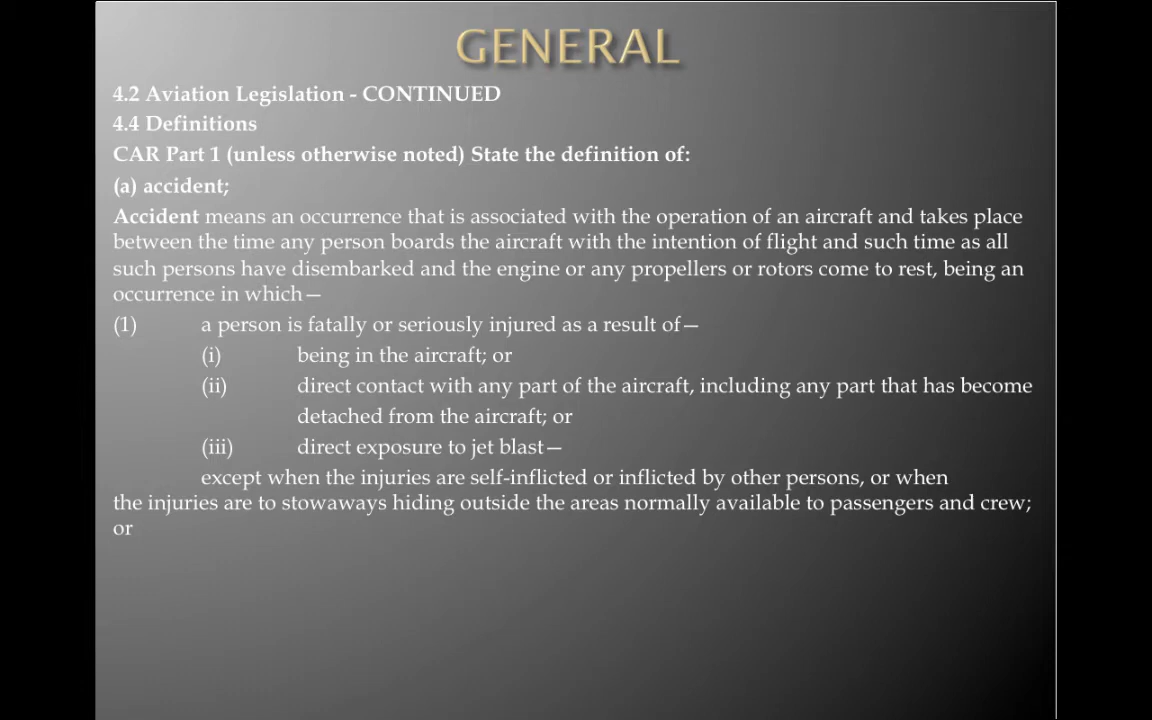 GENERAL
4.2 Aviation Legislation - CONTINUED
4.4 Definitions
CAR Part 1 (unless otherwise noted) State the definition of:
(a) accident;
Accident means an occurrence that is associated with the operation of an aircraft and takes place
between the time any person boards the aircraft with the intention of flight and such time as all
such persons have disembarked and the engine or any propellers or rotors come to rest, being an
occurrence in which—
(1) a person is fatally or seriously injured as a result of—
(i) being in the aircraft; or
(ii) direct contact with any part of the aircraft, including any part that has become
detached from the aircraft; or
(iii) direct exposure to jet blast—
except when the injuries are self-inflicted or inflicted by other persons, or when
the injuries are to stowaways hiding outside the areas normally available to passengers and crew;
or